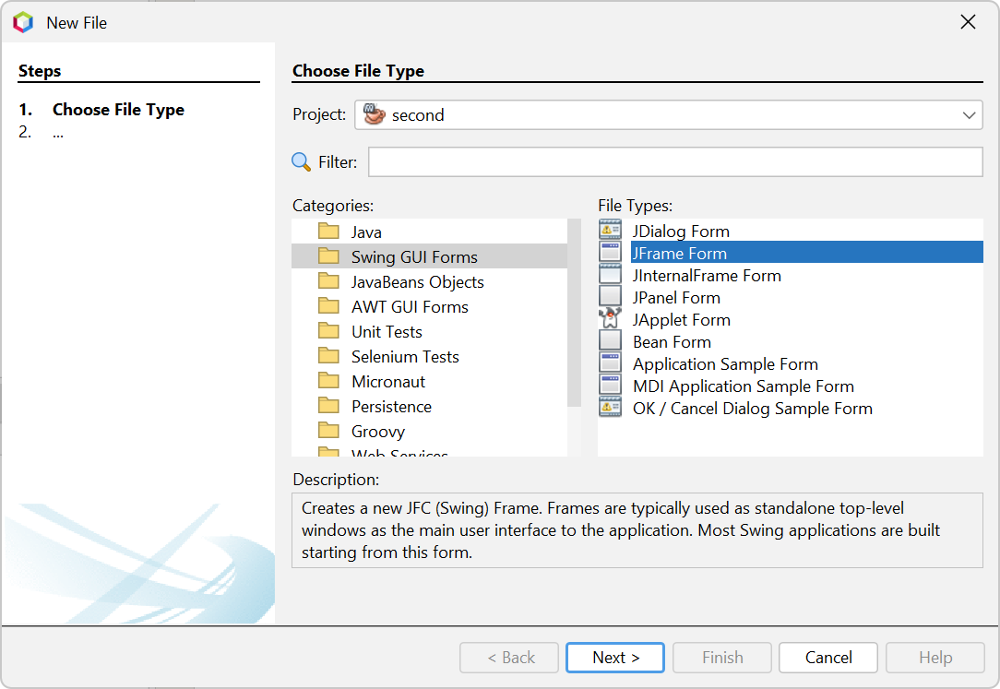 New File
Steps
1. Choose File Type
2. ...
Choose File Type
Project: second
Filter:
Categories:
Java
Swing GUI Forms
JavaBeans Objects
AWT GUI Forms
Unit Tests
Selenium Tests
Micronaut
Persistence
Groovy
Web Services
File Types:
JDialog Form
JFrame Form
JInternalFrame Form
JPanel Form
JApplet Form
Bean Form
Application Sample Form
MDI Application Sample Form
OK / Cancel Dialog Sample Form
Description:
Creates a new JFC (Swing) Frame. Frames are typically used as standalone top-level
windows as the main user interface to the application. Most Swing applications are built
starting from this form.
< Back Next > Finish Cancel Help